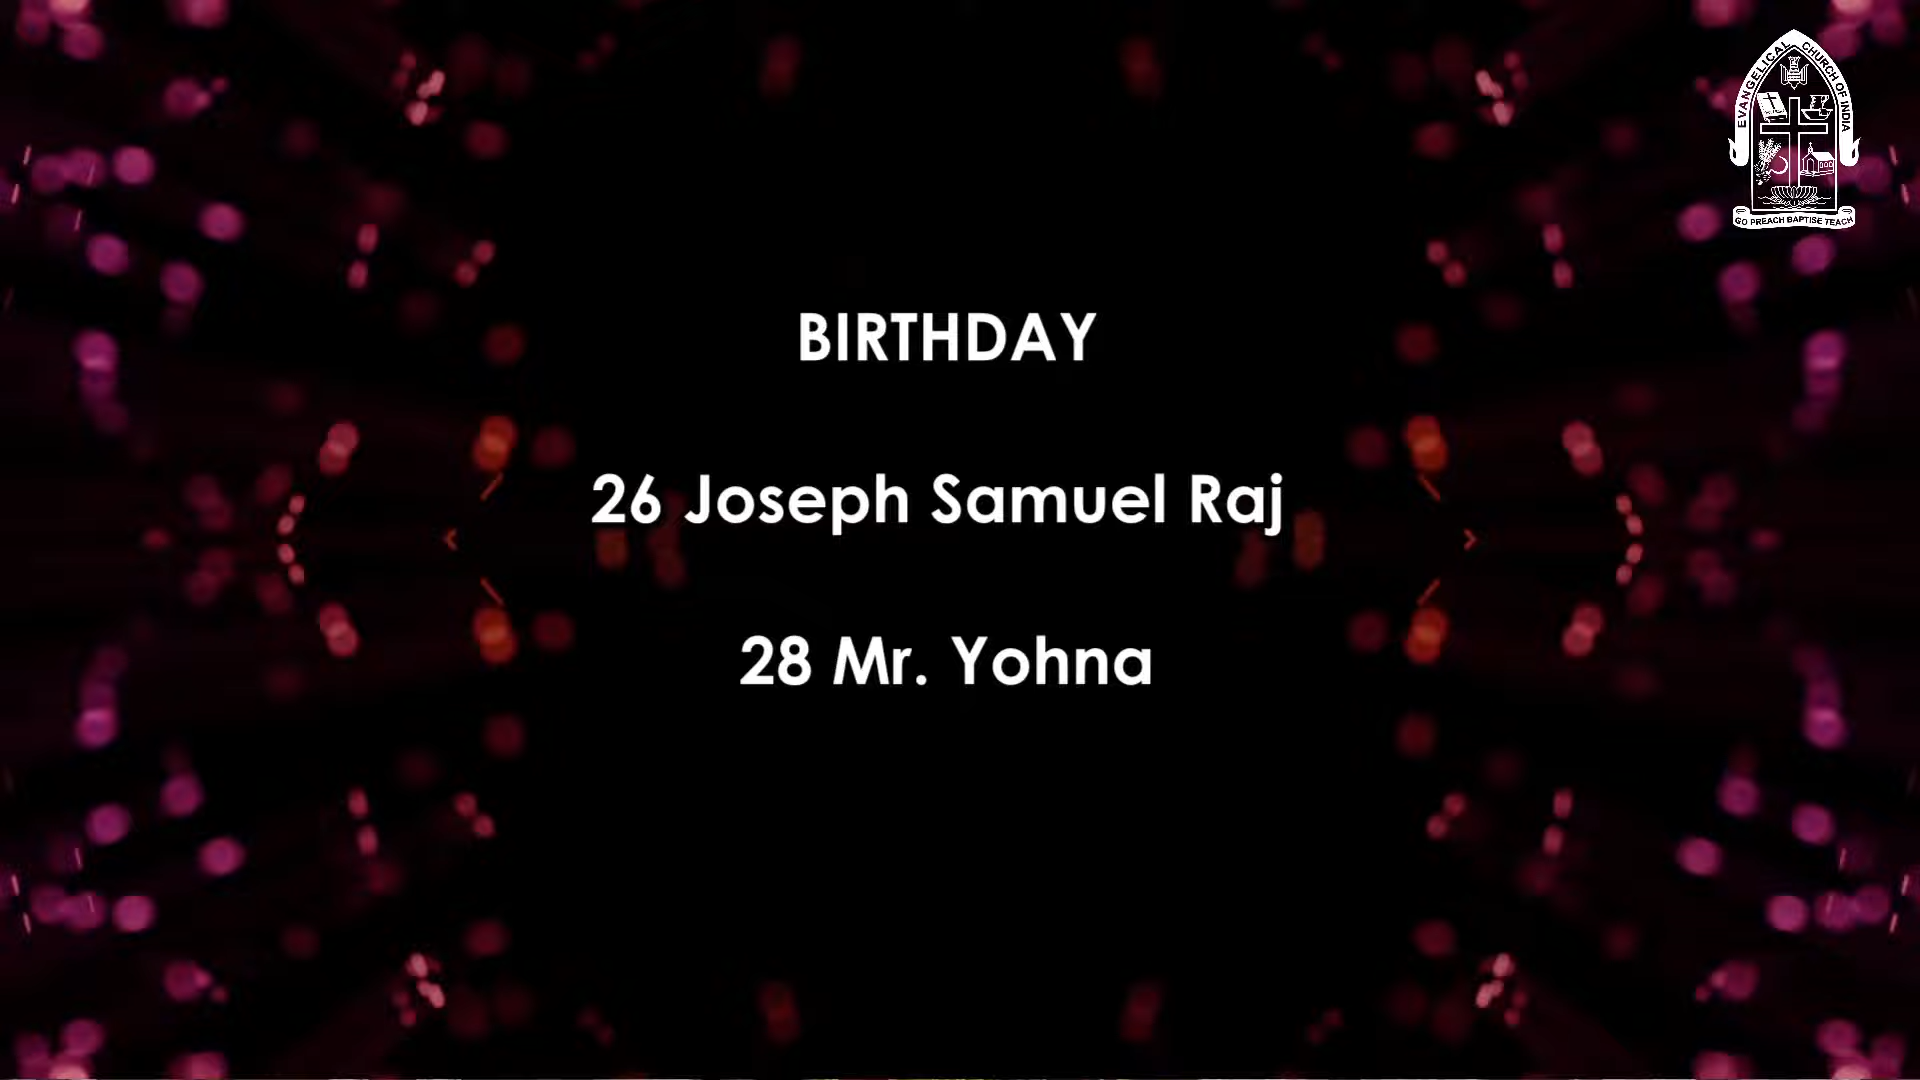 EVANGELICAL CHURCH OF INDIA
GO PREACH BAPTISE TEACH
BIRTHDAY
26 Joseph Samuel Raj
28 Mr. Yohna